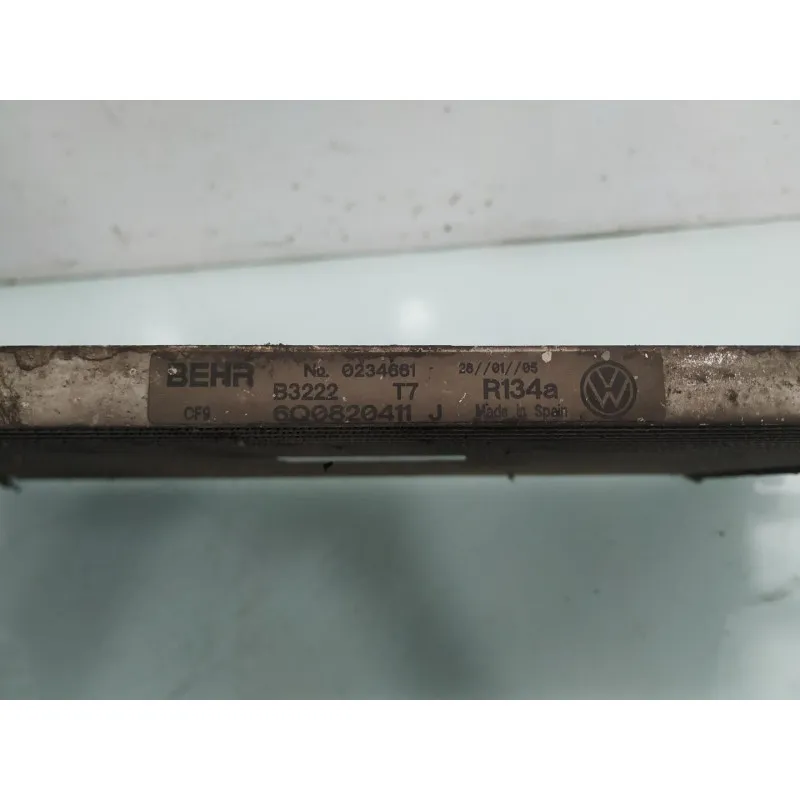 BEHR No. 0234661 28//01//05
B3222 T7 R134a
CF9 6Q0820411 J Made in Spain